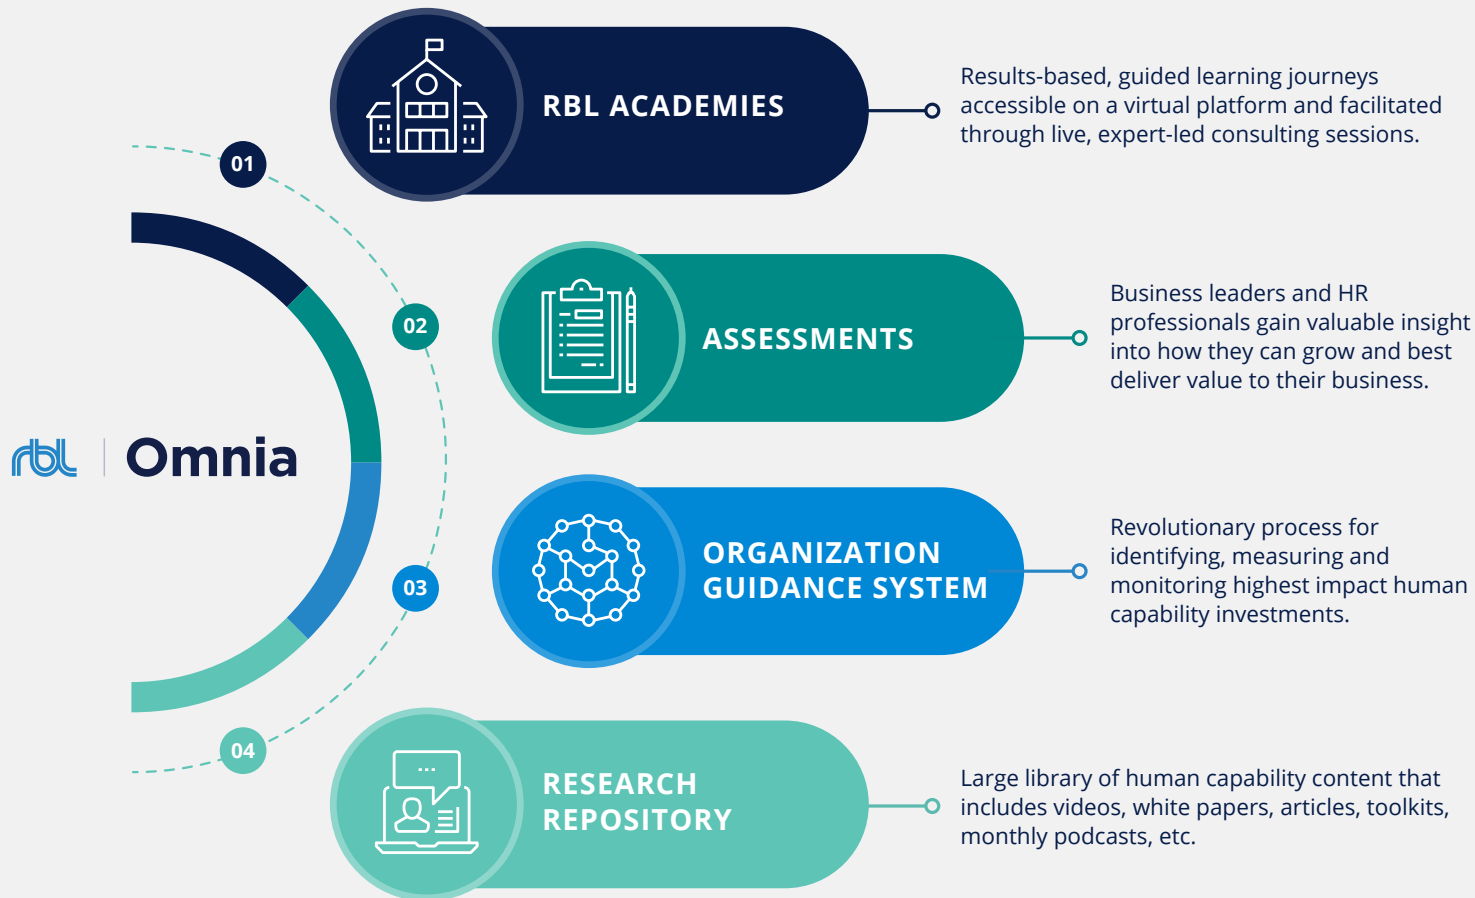 01
RBL ACADEMIES
Results-based, guided learning journeys
accessible on a virtual platform and facilitated
through live, expert-led consulting sessions.
02
ASSESSMENTS
Business leaders and HR
professionals gain valuable insight
into how they can grow and best
deliver value to their business.
rbl | Omnia
03
ORGANIZATION
GUIDANCE SYSTEM
Revolutionary process for
identifying, measuring and
monitoring highest impact human
capability investments.
04
RESEARCH
REPOSITORY
Large library of human capability content that
includes videos, white papers, articles, toolkits,
monthly podcasts, etc.